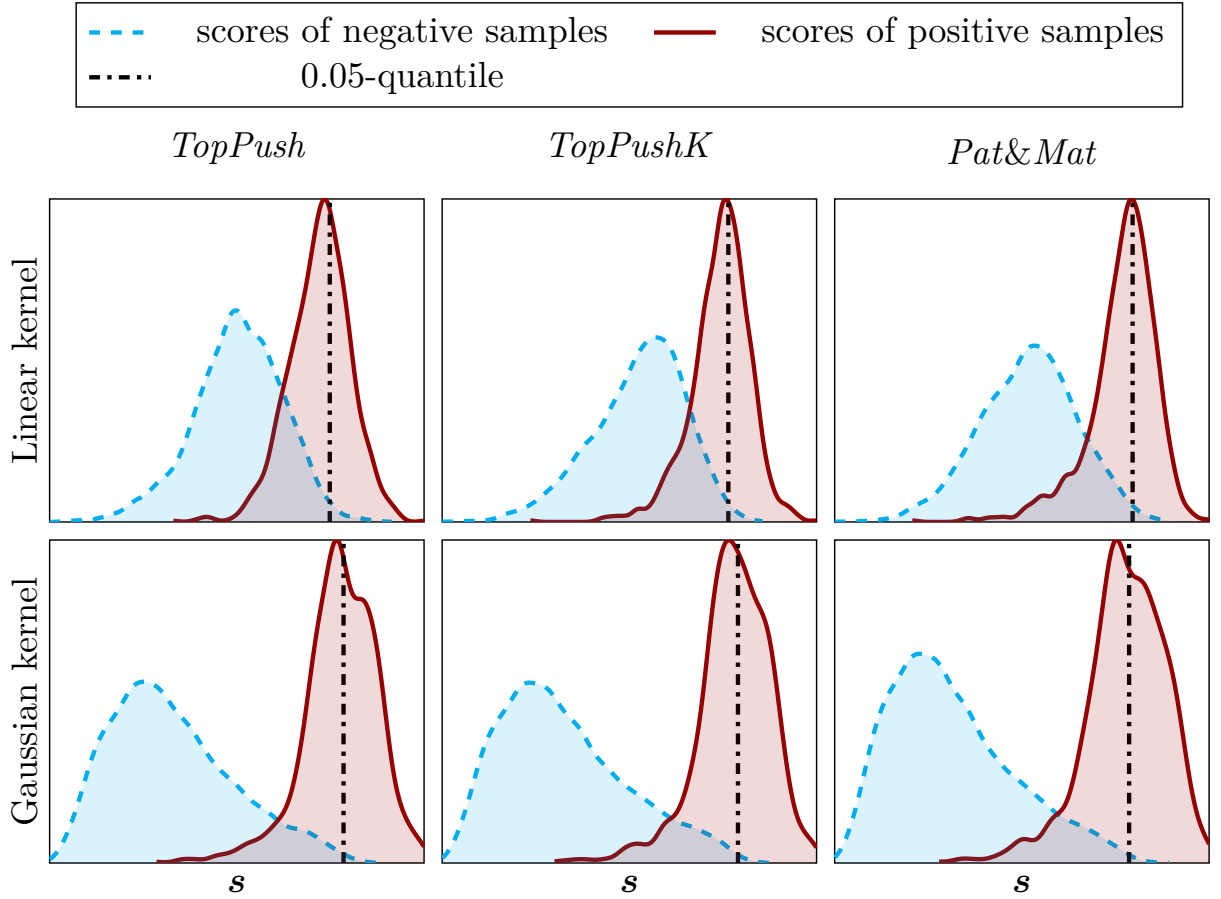 scores of negative samples scores of positive samples
0.05-quantile
TopPush TopPushK Pat&Mat
Linear kernel
Gaussian kernel
s s s